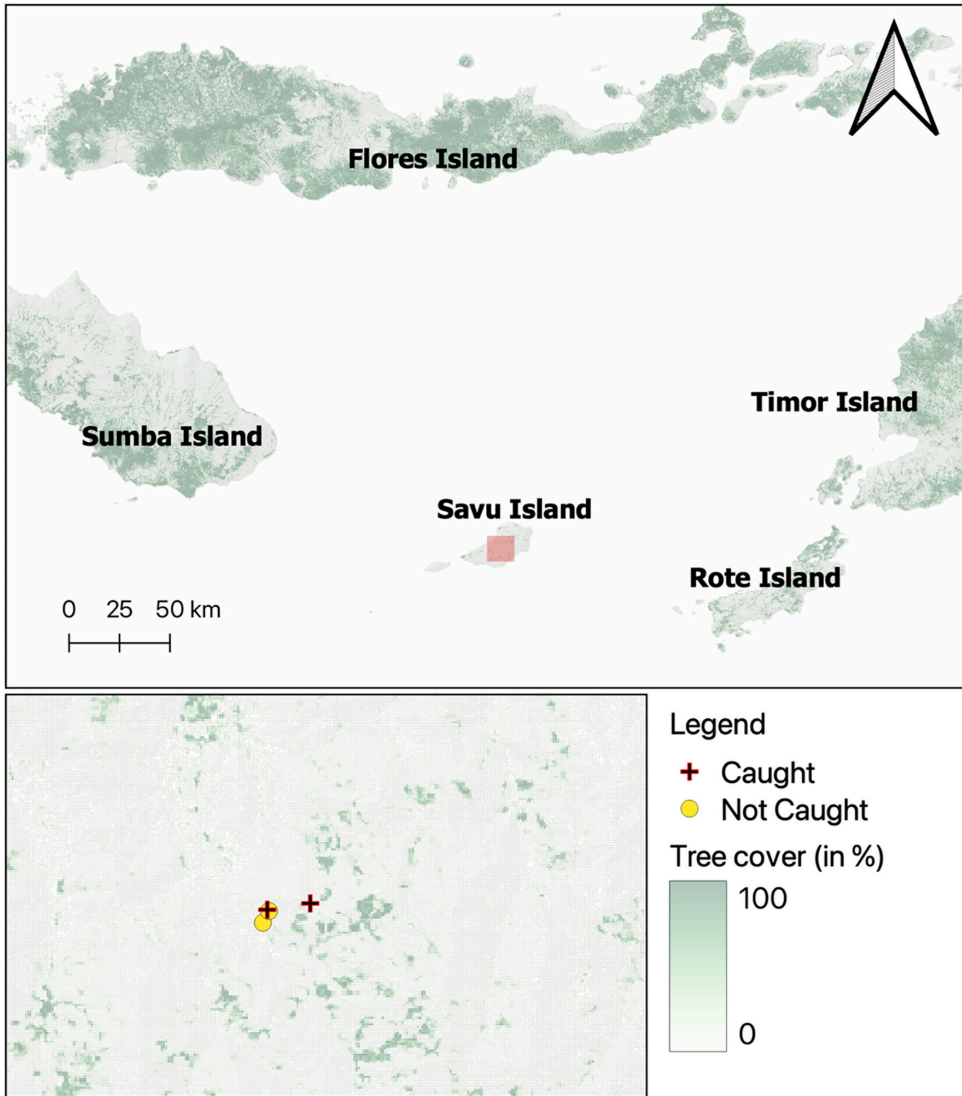 Flores Island
Timor Island
Sumba Island
Savu Island
Rote Island
0 25 50 km
Legend
Caught
Not Caught
Tree cover (in %)
100
0